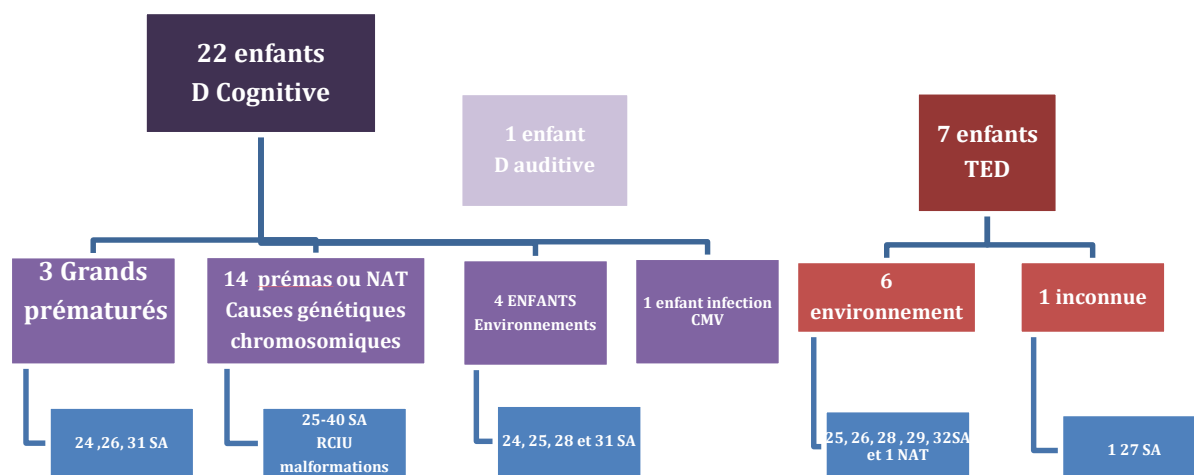 22 enfants
D Cognitive
1 enfant
D auditive
7 enfants
TED
3 Grands
prématurés
14 prémas ou NAT
Causes génétiques
chromosomiques
4 ENFANTS
Environnements
1 enfant infection
CMV
6
environnement
1 inconnue
24 ,26, 31 SA
25-40 SA
RCIU
malformations
24, 25, 28 et 31 SA
25, 26, 28 , 29, 32SA
et 1 NAT
1 27 SA